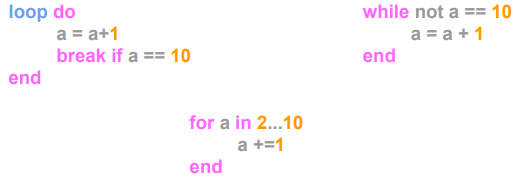 loop do
a = a+1
break if a == 10
end
while not a == 10
a = a + 1
end
for a in 2...10
a +=1
end